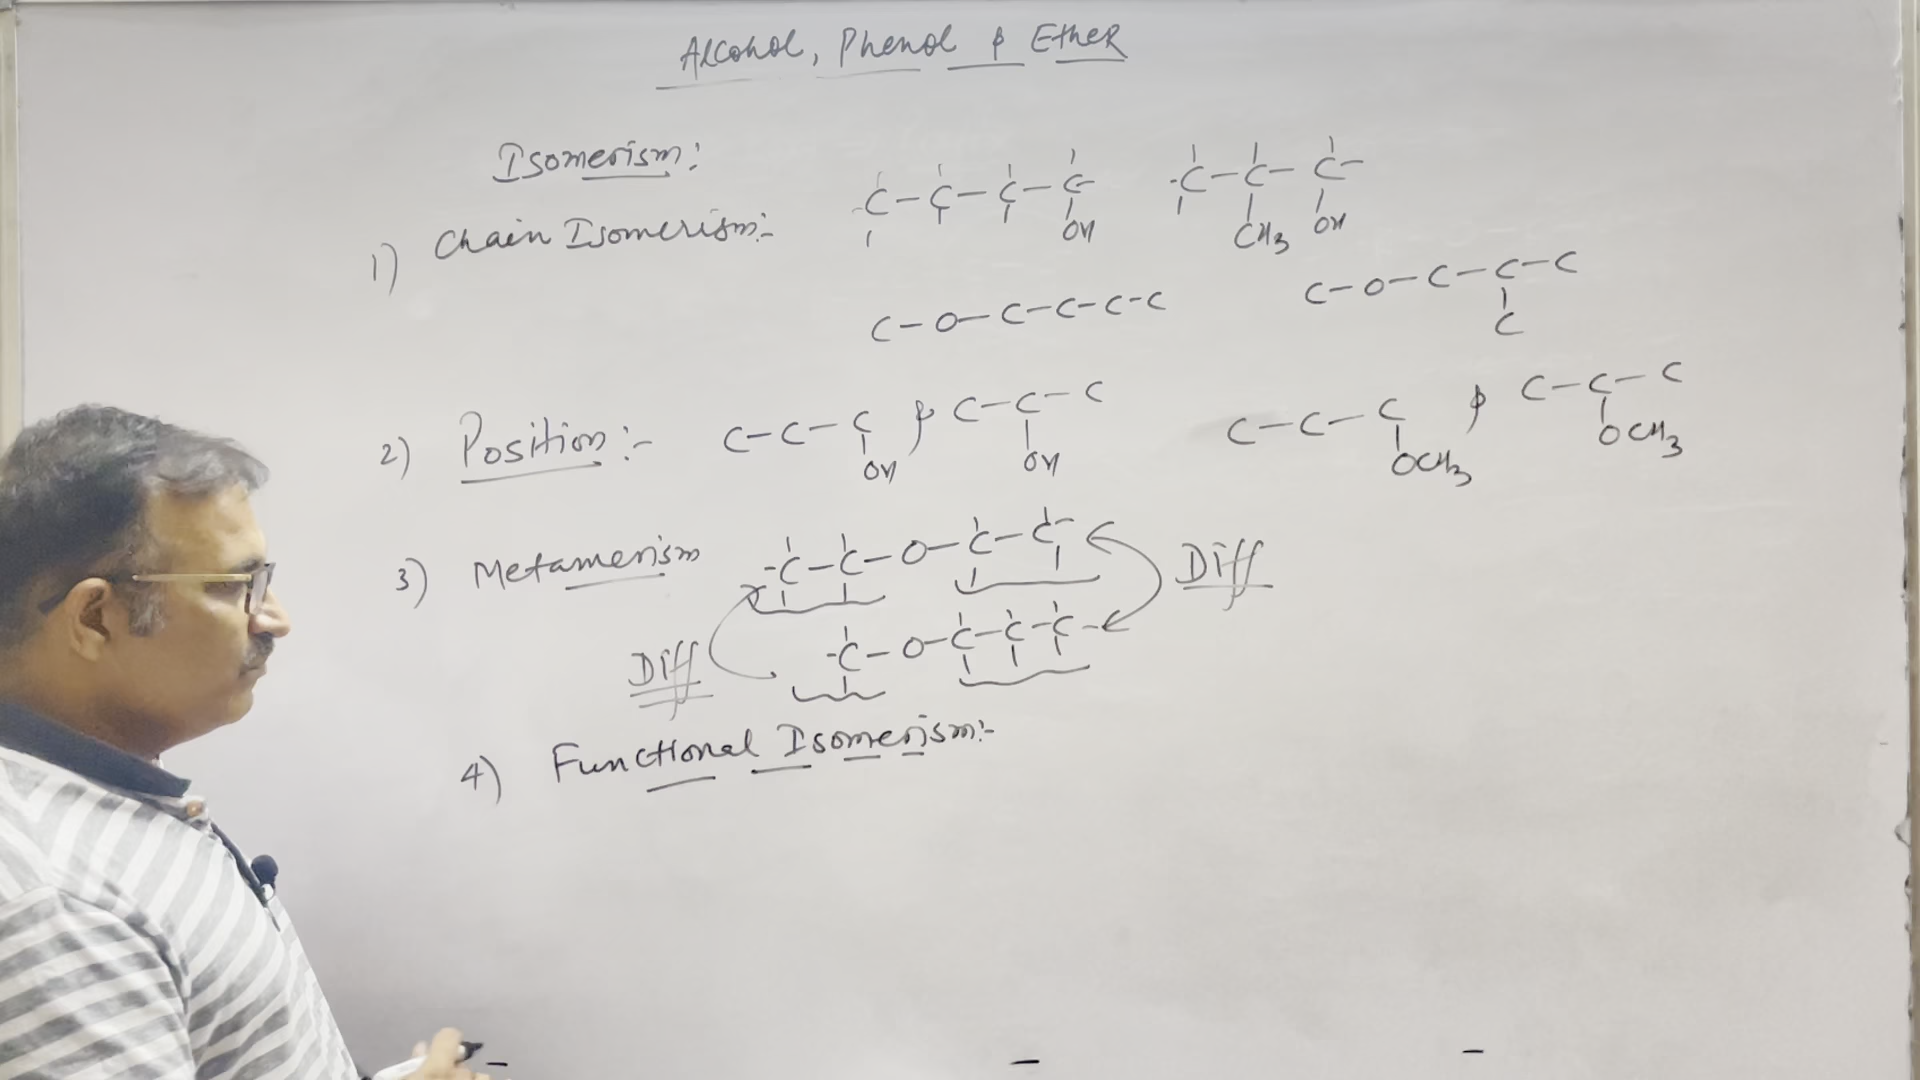 Alcohol, Phenol & Ether
Isomerism:
1) Chain Isomerism:-
-C-C-C-C-
OH
-C-C-C-
CH3 OH
C-O-C-C-C-C
C-O-C-C-C
C
2) Position:-
C-C-C & C-C-C
OH OH
C-C-C & C-C-C
OCH3 OCH3
3) Metamerism
-C-C-O-C-C-
Diff
-C-O-C-C-C-
Diff
4) Functional Isomerism:-